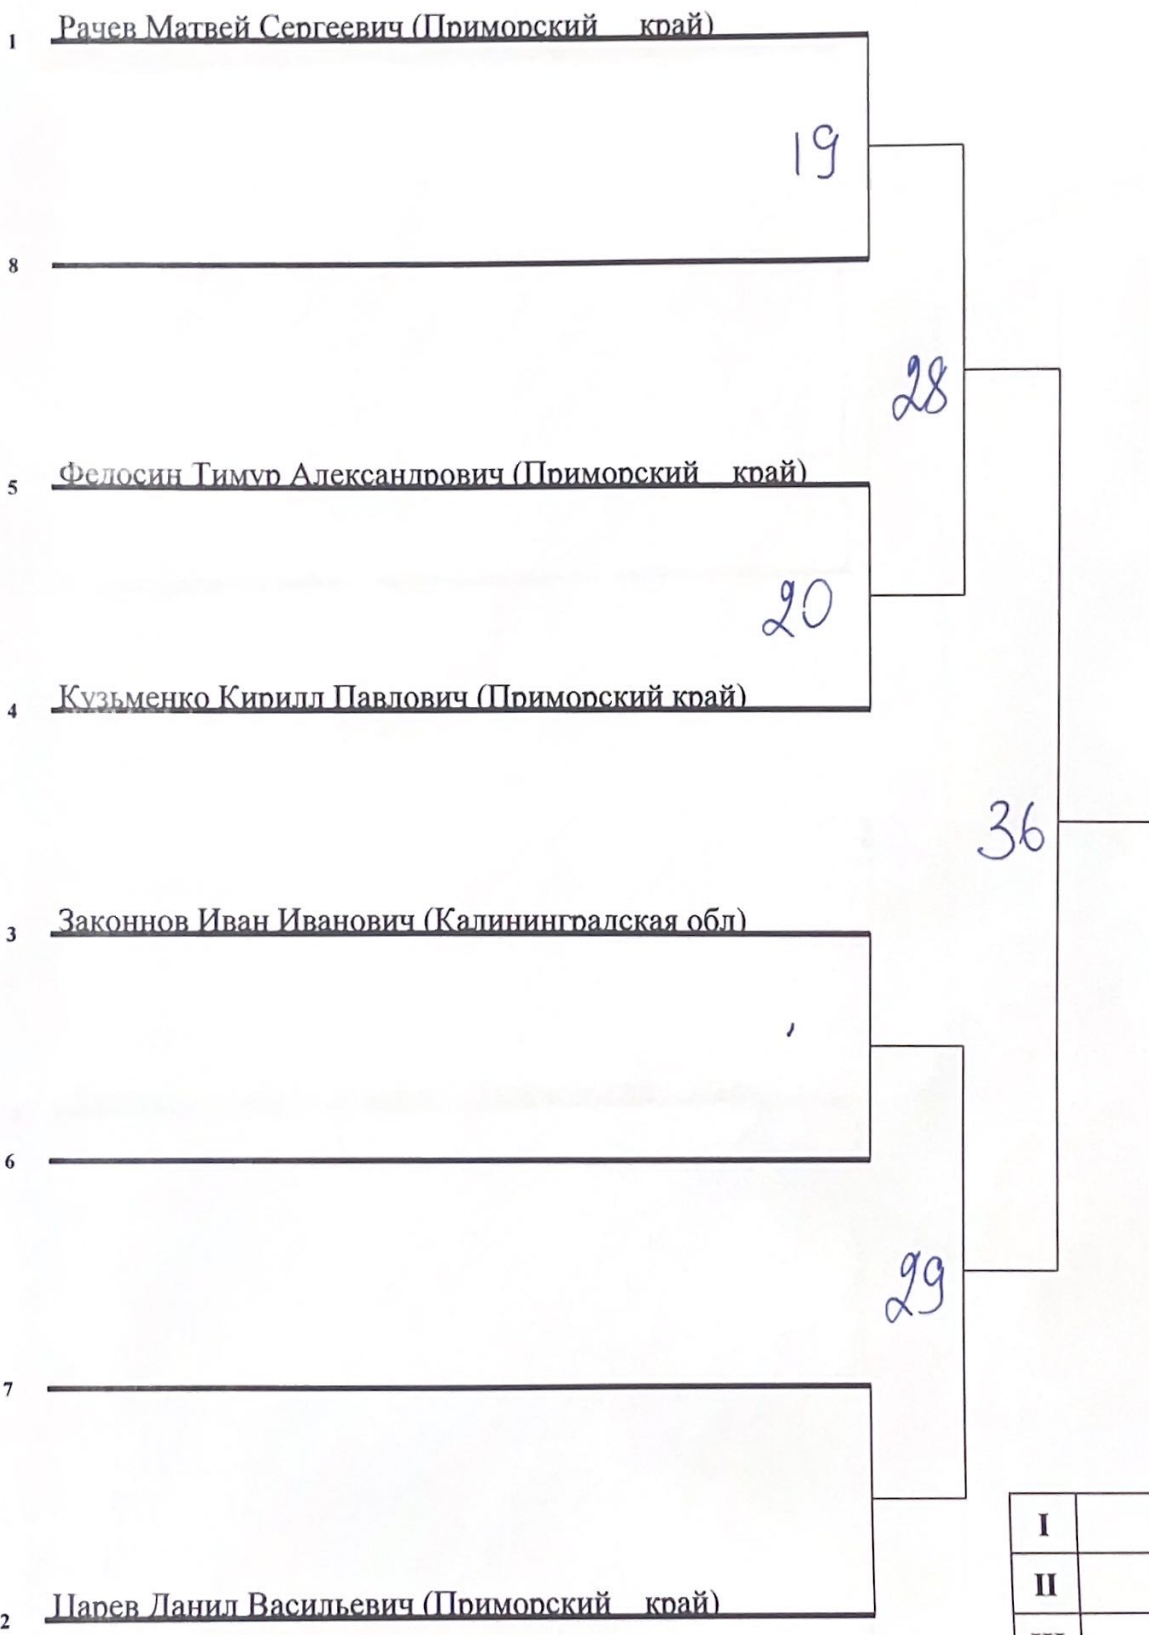 1 Рачев Матвей Сергеевич (Приморский край)
19
8
28
5 Федосин Тимур Александрович (Приморский край)
20
4 Кузьменко Кирилл Павлович (Приморский край)
36
3 Законнов Иван Иванович (Калининградская обл)
6
29
7
I
II
2 Царев Данил Васильевич (Приморский край)
III